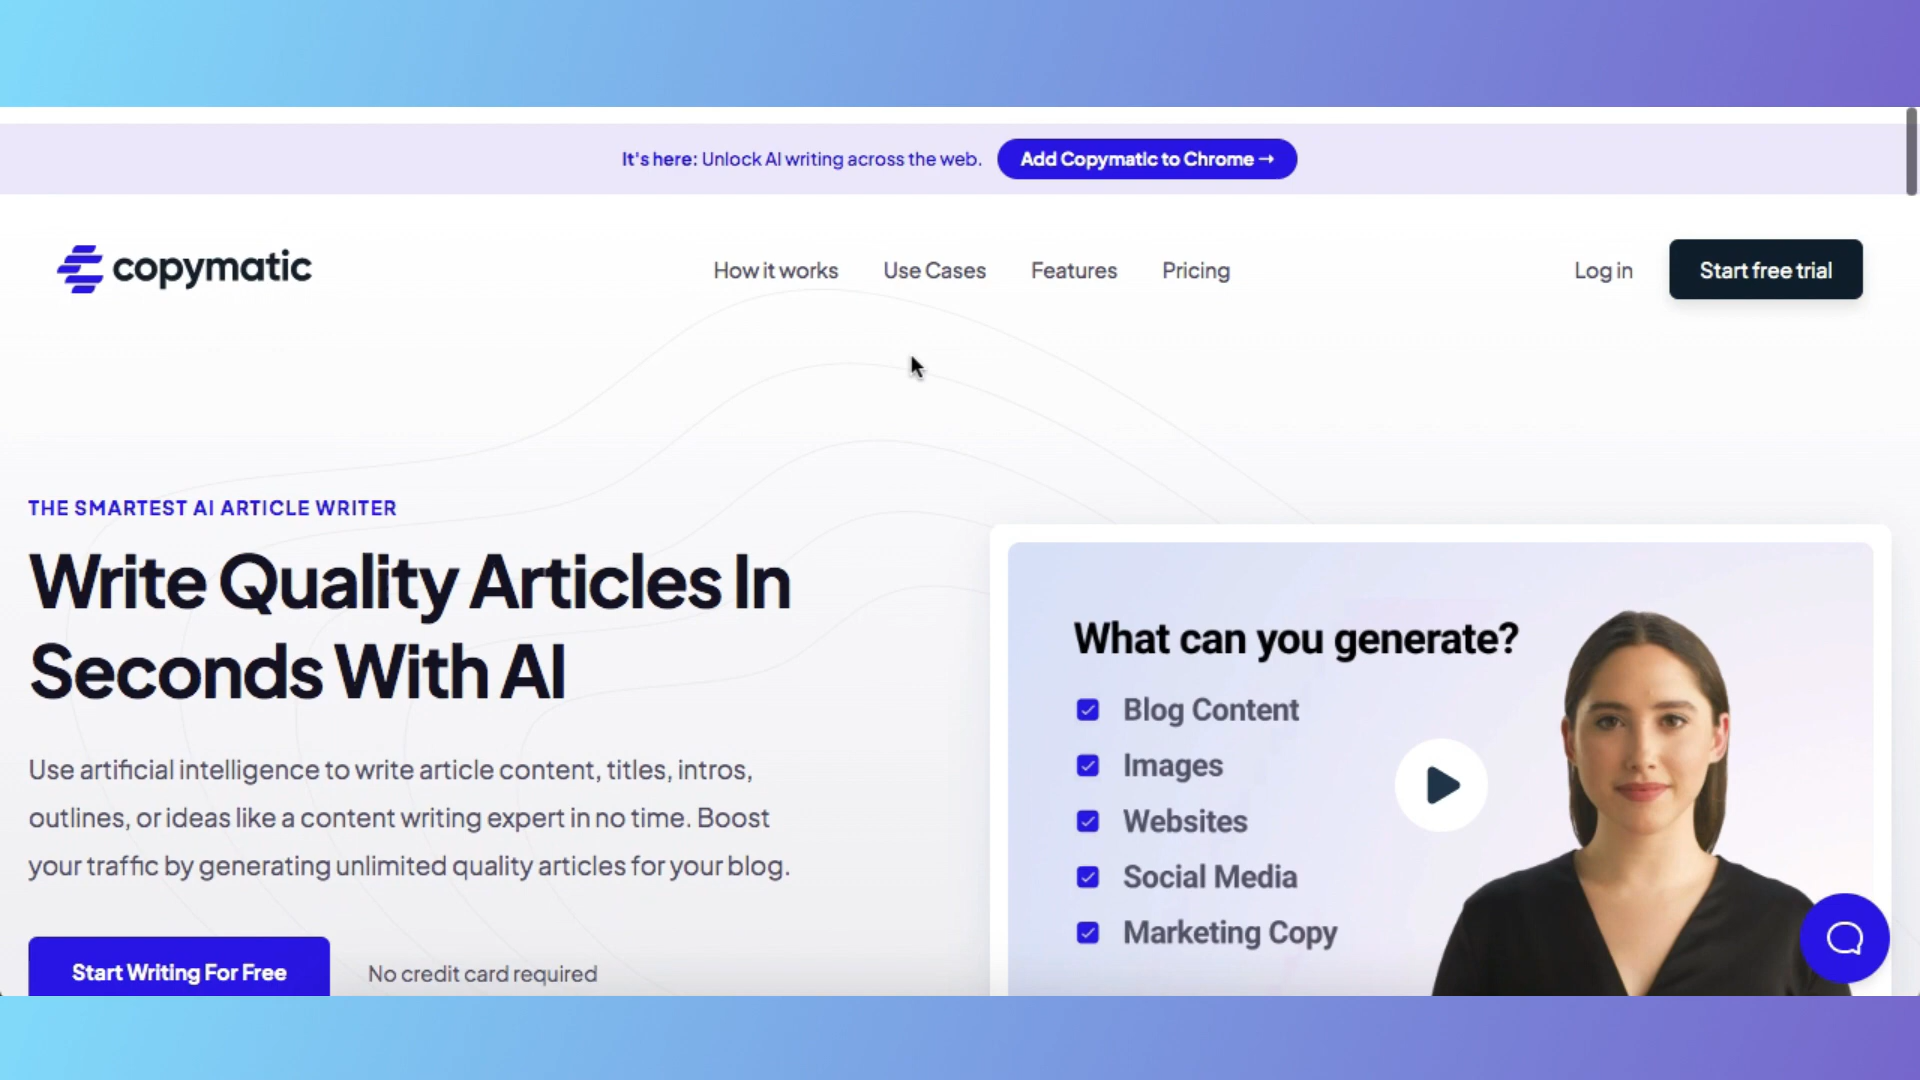 It's here: Unlock AI writing across the web. Add Copymatic to Chrome →
copymatic How it works Use Cases Features Pricing Log in Start free trial
THE SMARTEST AI ARTICLE WRITER
Write Quality Articles In
Seconds With AI
Use artificial intelligence to write article content, titles, intros,
outlines, or ideas like a content writing expert in no time. Boost
your traffic by generating unlimited quality articles for your blog.
Start Writing For Free No credit card required
What can you generate?
Blog Content
Images
Websites
Social Media
Marketing Copy